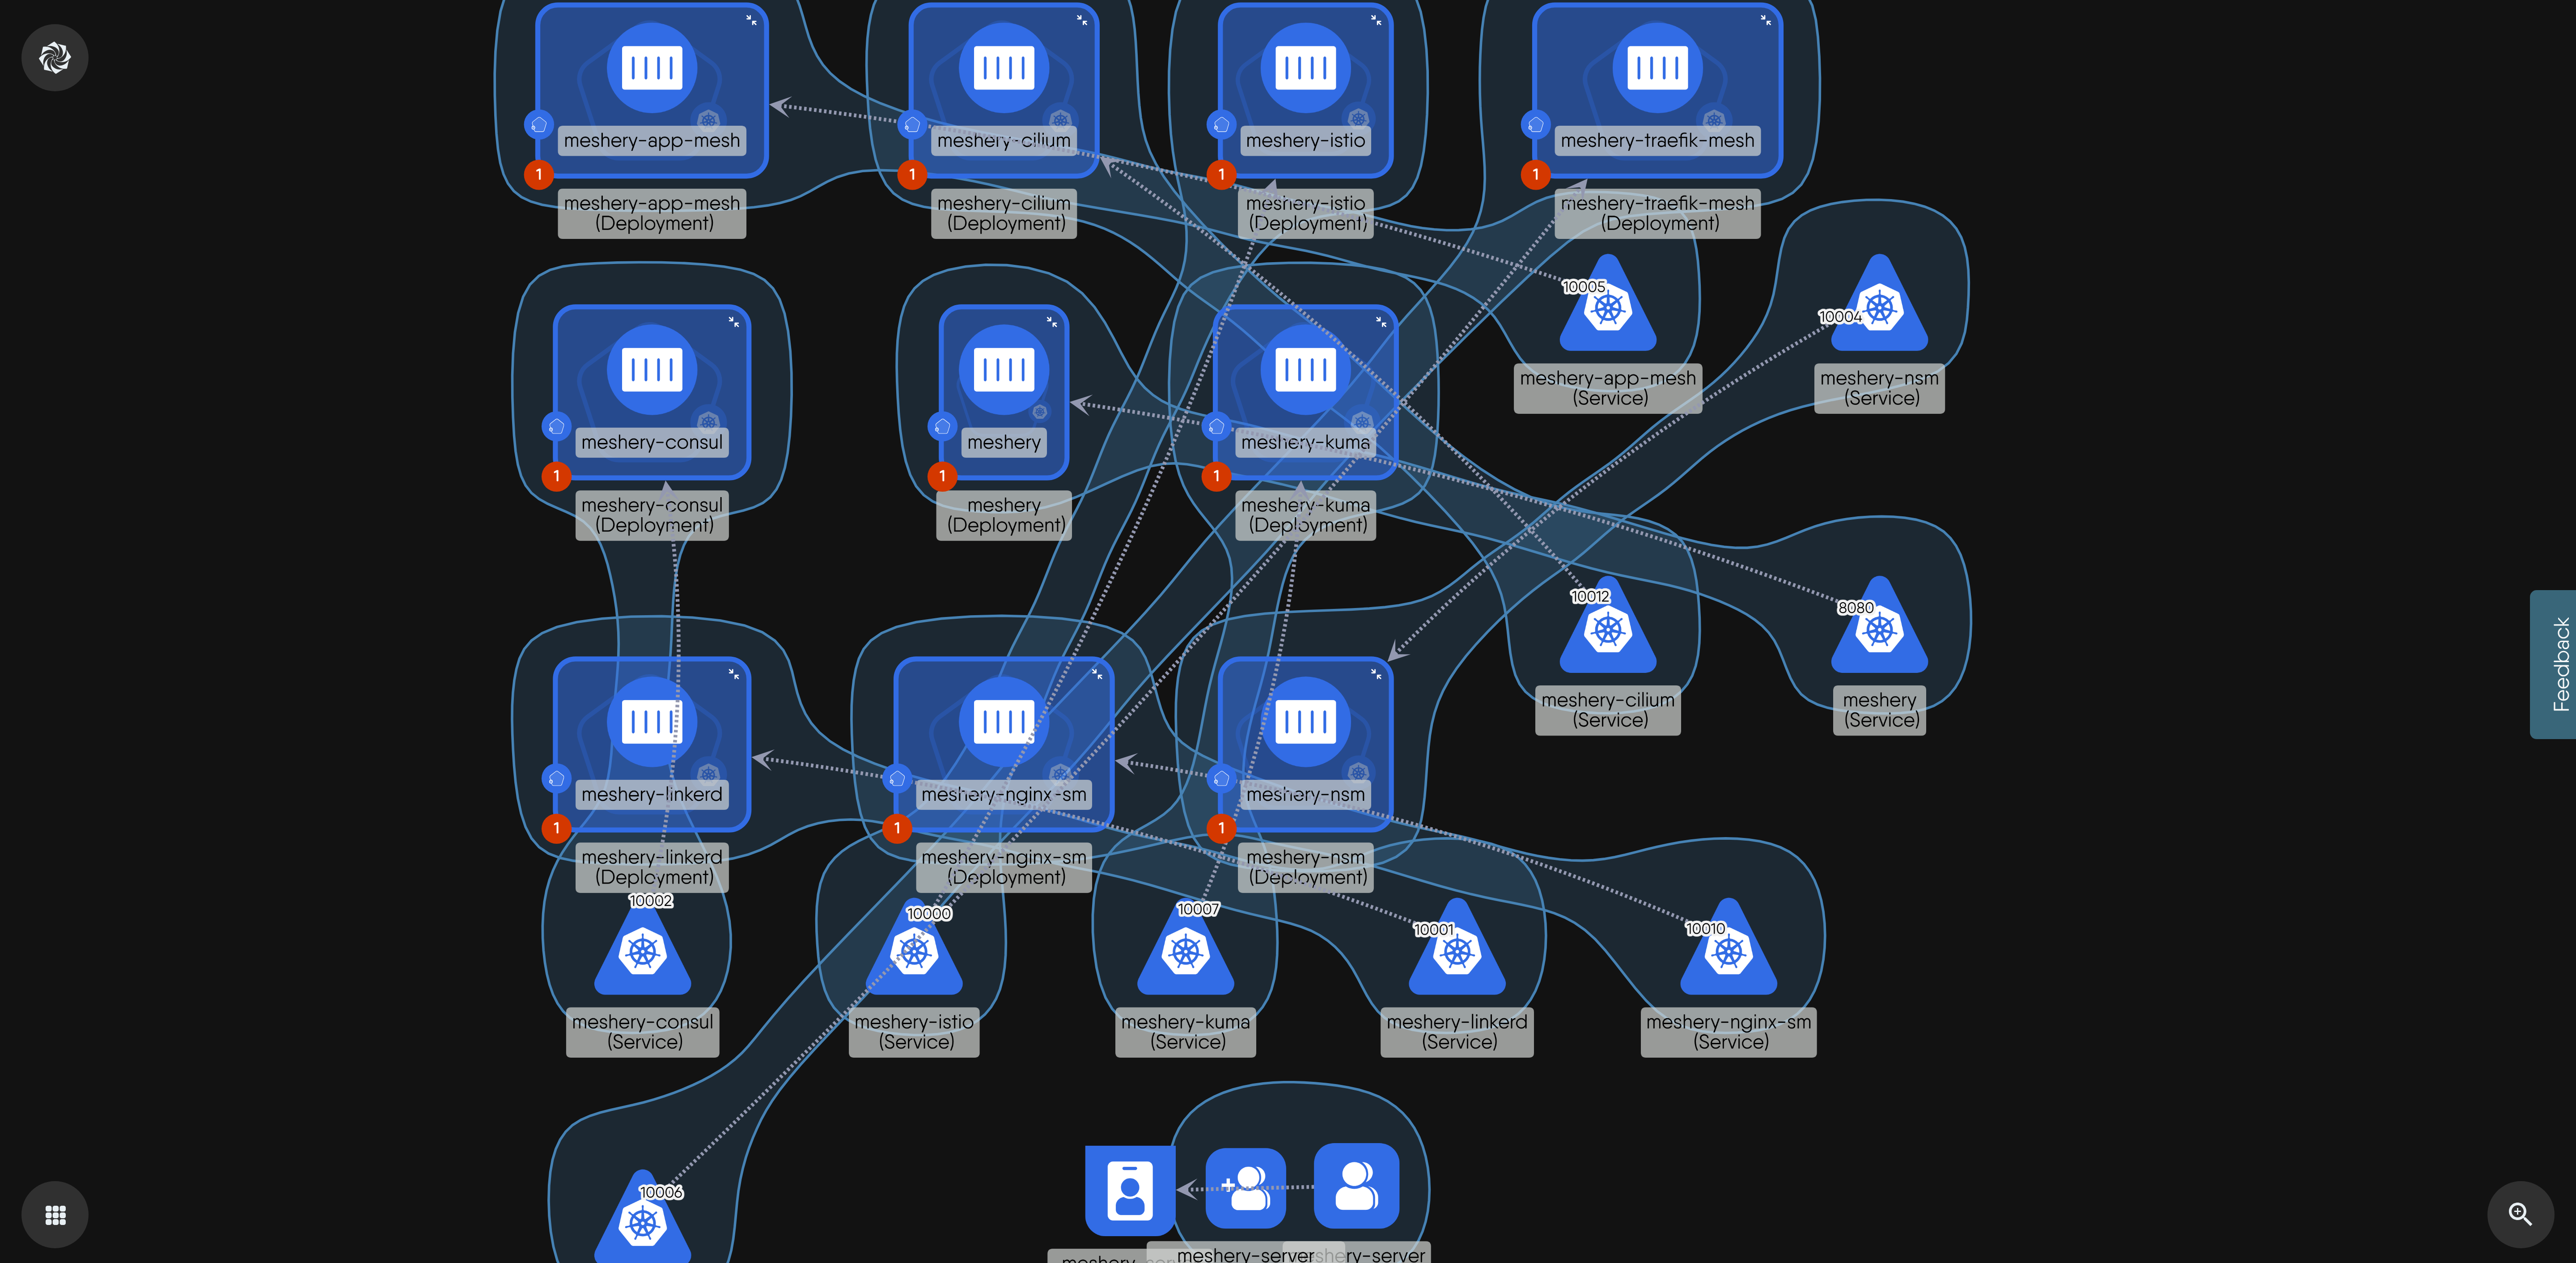 meshery-app-mesh
meshery-cilium
meshery-istio
meshery-traefik-mesh
1
1
1
1
meshery-app-mesh
(Deployment)
meshery-cilium
(Deployment)
meshery-istio
(Deployment)
meshery-traefik-mesh
(Deployment)
10005
10004
meshery-app-mesh
(Service)
meshery-nsm
(Service)
meshery-consul
meshery
meshery-kuma
1
1
1
meshery-consul
(Deployment)
meshery
(Deployment)
meshery-kuma
(Deployment)
10012
8080
meshery-cilium
(Service)
meshery
(Service)
Feedback
meshery-linkerd
meshery-nginx-sm
meshery-nsm
1
1
1
meshery-linkerd
(Deployment)
meshery-nginx-sm
(Deployment)
meshery-nsm
(Deployment)
10002
10000
10007
10001
10010
meshery-consul
(Service)
meshery-istio
(Service)
meshery-kuma
(Service)
meshery-linkerd
(Service)
meshery-nginx-sm
(Service)
10006
meshery-server